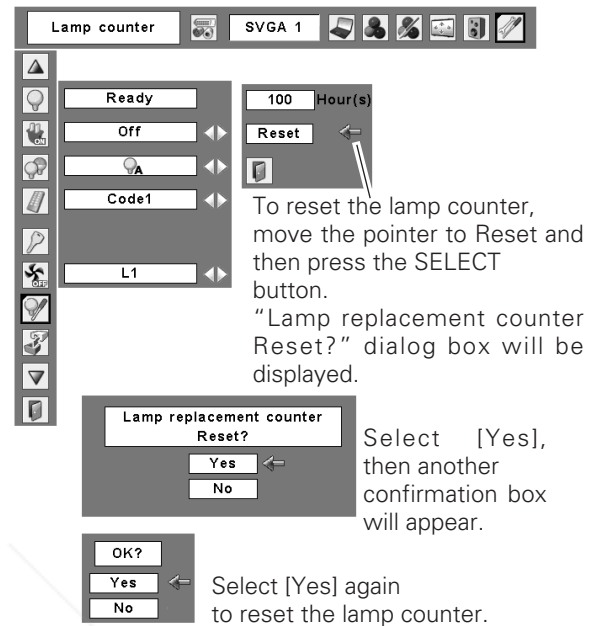 Lamp counter
SVGA 1
ON
OFF
Ready
Off
A
Code1
L1
100 Hour(s)
Reset
To reset the lamp counter,
move the pointer to Reset and
then press the SELECT
button.
“Lamp replacement counter
Reset?” dialog box will be
displayed.
Lamp replacement counter
Reset?
Yes
No
Select [Yes],
then another
confirmation box
will appear.
OK?
Yes
No
Select [Yes] again
to reset the lamp counter.